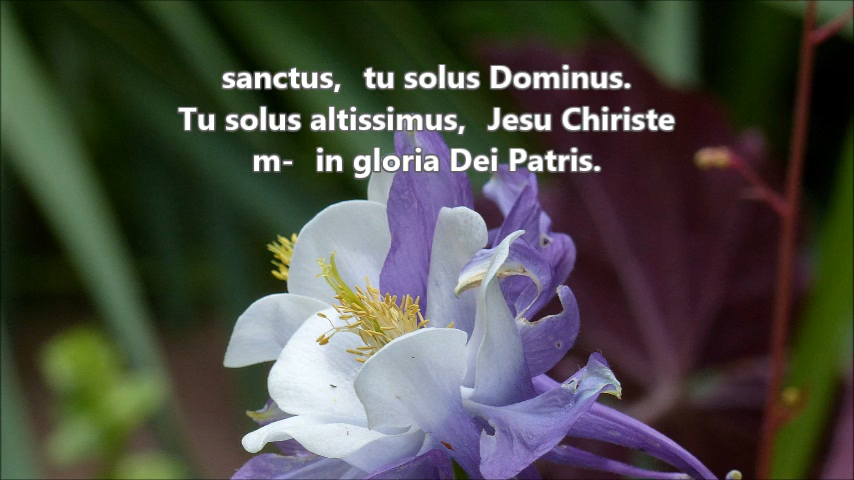 sanctus, tu solus Dominus.
Tu solus altissimus, Jesu Chiriste
m- in gloria Dei Patris.